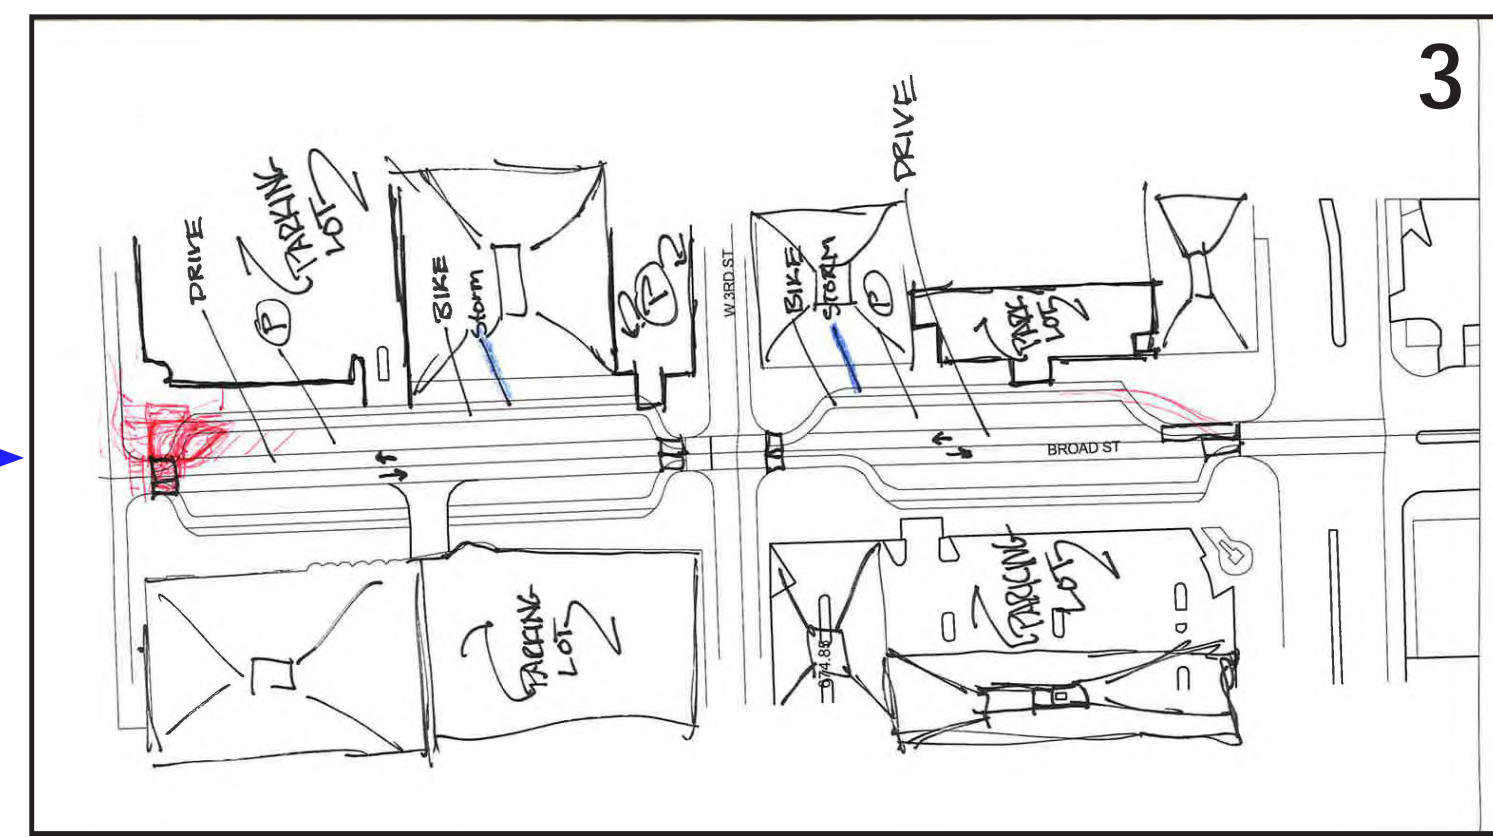 3
DRIVE
P
PARKING
LOT
BIKE
Storm
P
W 3RD ST
BIKE
STORM
P
DRIVE
PARK
LOT
BROAD ST
PARKING
LOT
674.85
PARKING
LOT